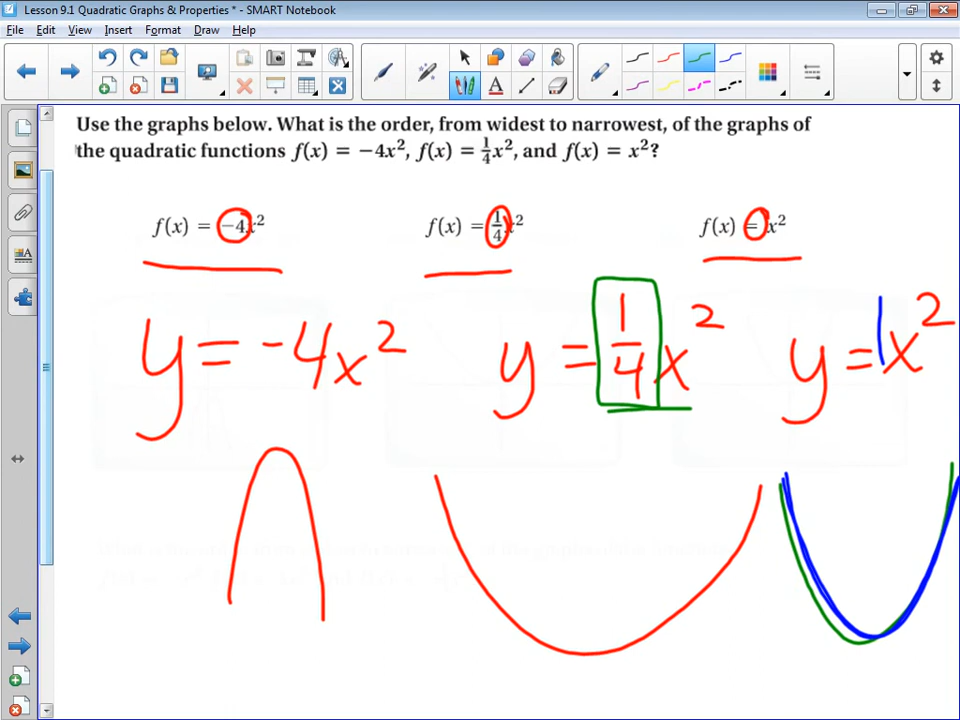 Lesson 9.1 Quadratic Graphs & Properties * - SMART Notebook
File Edit View Insert Format Draw Help
Use the graphs below. What is the order, from widest to narrowest, of the graphs of
the quadratic functions f(x) = −4x², f(x) = ¼x², and f(x) = x²?
f(x) = −4x² f(x) = ¼x² f(x) = x²
y = -4x² y = ¼x² y = 1x²